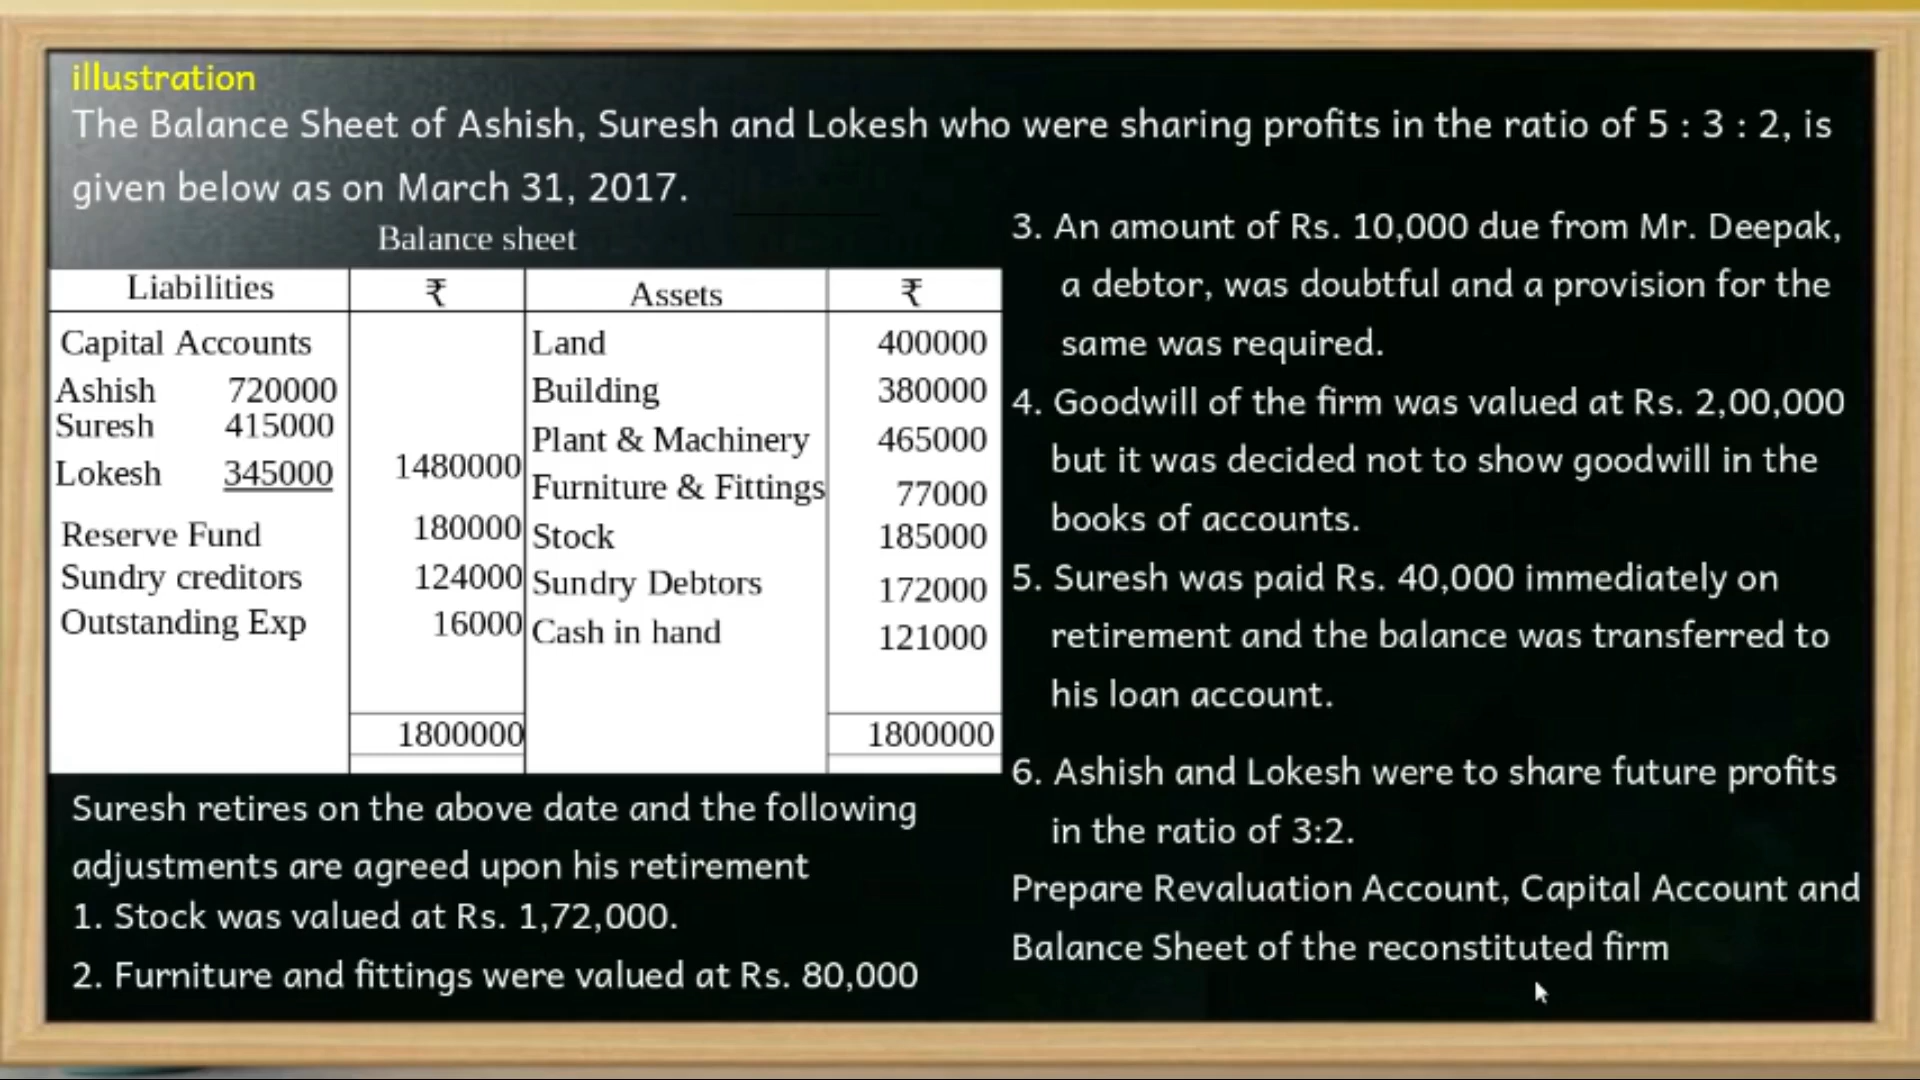 illustration
The Balance Sheet of Ashish, Suresh and Lokesh who were sharing profits in the ratio of 5 : 3 : 2, is
given below as on March 31, 2017.
Balance sheet
Liabilities ₹ Assets ₹
Capital Accounts Land 400000
Ashish 720000 Building 380000
Suresh 415000 Plant & Machinery 465000
Lokesh 345000 1480000 Furniture & Fittings 77000
Reserve Fund 180000 Stock 185000
Sundry creditors 124000 Sundry Debtors 172000
Outstanding Exp 16000 Cash in hand 121000
1800000 1800000
Suresh retires on the above date and the following
adjustments are agreed upon his retirement
1. Stock was valued at Rs. 1,72,000.
2. Furniture and fittings were valued at Rs. 80,000
3. An amount of Rs. 10,000 due from Mr. Deepak,
a debtor, was doubtful and a provision for the
same was required.
4. Goodwill of the firm was valued at Rs. 2,00,000
but it was decided not to show goodwill in the
books of accounts.
5. Suresh was paid Rs. 40,000 immediately on
retirement and the balance was transferred to
his loan account.
6. Ashish and Lokesh were to share future profits
in the ratio of 3:2.
Prepare Revaluation Account, Capital Account and
Balance Sheet of the reconstituted firm